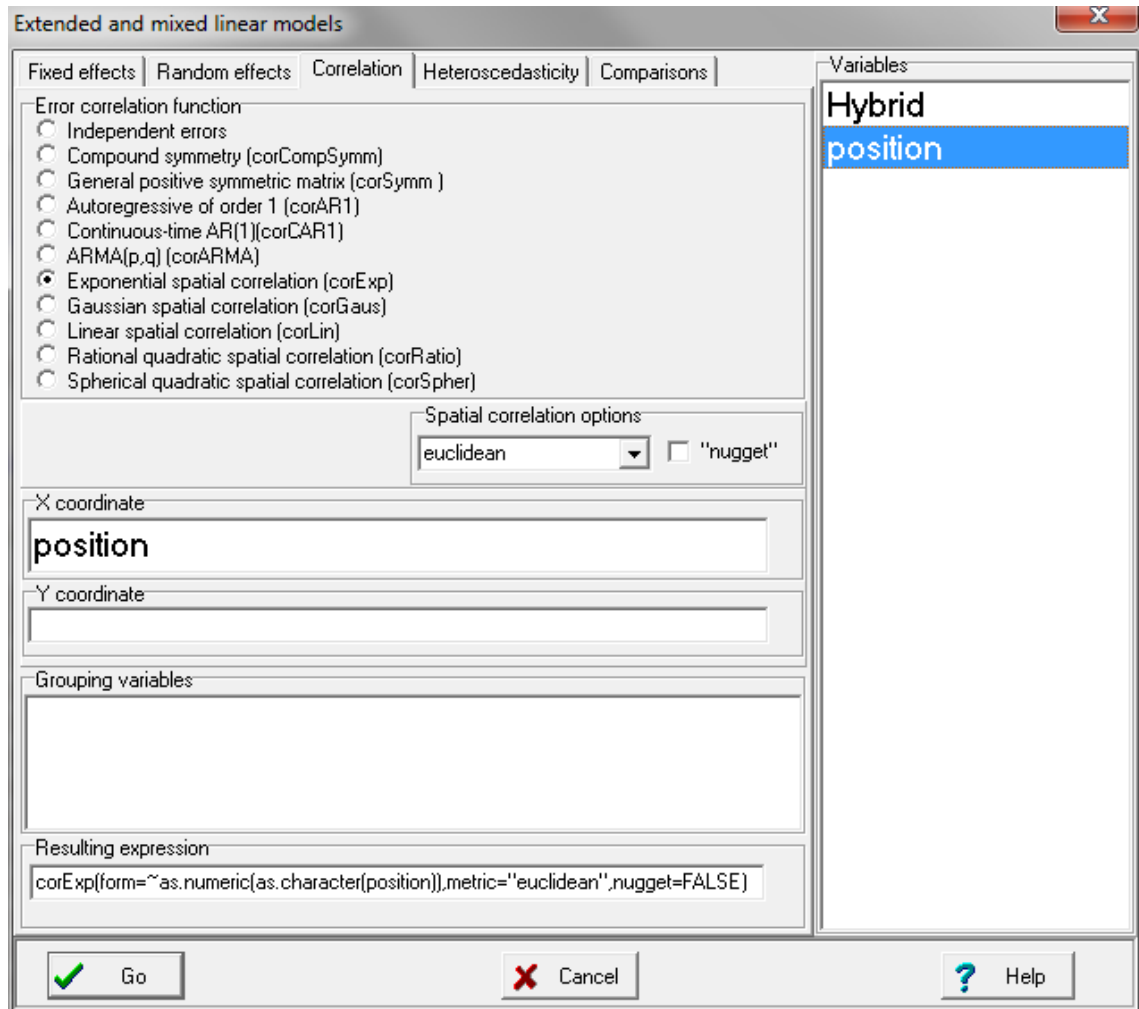 Extended and mixed linear models
x
Fixed effects Random effects Correlation Heteroscedasticity Comparisons
Error correlation function
Independent errors
Compound symmetry (corCompSymm)
General positive symmetric matrix (corSymm )
Autoregressive of order 1 (corAR1)
Continuous-time AR(1)(corCAR1)
ARMA(p,q) (corARMA)
Exponential spatial correlation (corExp)
Gaussian spatial correlation (corGaus)
Linear spatial correlation (corLin)
Rational quadratic spatial correlation (corRatio)
Spherical quadratic spatial correlation (corSpher)
Spatial correlation options
euclidean "nugget"
X coordinate
position
Y coordinate
Grouping variables
Resulting expression
corExp(form=~as.numeric(as.character(position)),metric="euclidean",nugget=FALSE)
Variables
Hybrid
position
Go Cancel ? Help